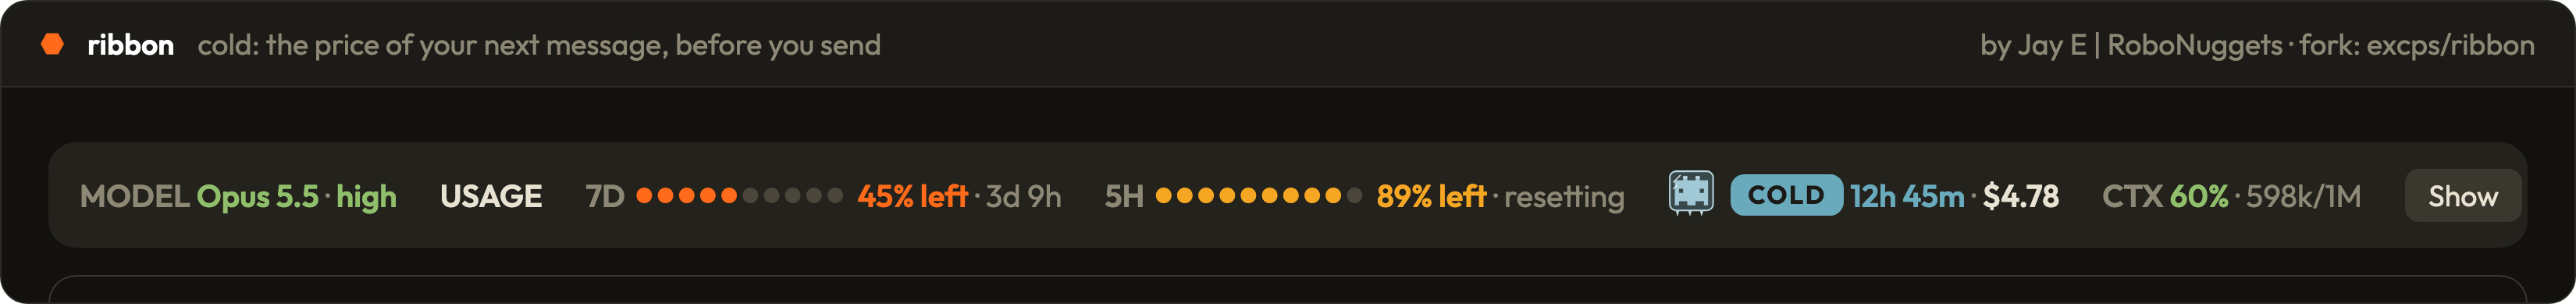 ribbon cold: the price of your next message, before you send by Jay E | RoboNuggets · fork: excps/ribbon
MODEL Opus 5.5 · high USAGE 7D 45% left · 3d 9h 5H 89% left · resetting COLD 12h 45m · $4.78 CTX 60% · 598k/1M Show